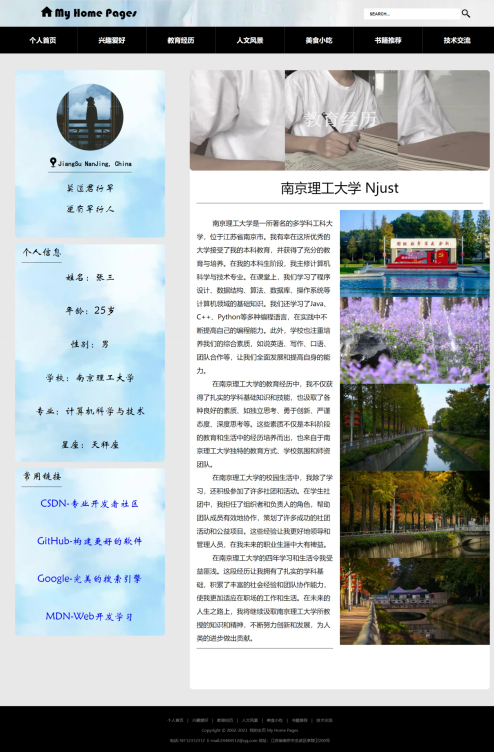 My Home Pages
SEARCH...
个人首页 兴趣爱好 教育经历 人文风景 美食小吃 书籍推荐 技术交流
JiangSu NanJing, China
莫道君行早
更有早行人
个人信息
姓名：张三
年龄：25岁
性别：男
学校：南京理工大学
专业：计算机科学与技术
星座：天秤座
常用链接
CSDN-专业开发者社区
GitHub-构建更好的软件
Google-完美的搜索引擎
MDN-Web开发学习
教育经历
南京理工大学 Njust
南京理工大学是一所著名的多学科工科大
学，位于江苏省南京市。我有幸在这所优秀的
大学接受了我的本科教育，并获得了充分的教
育与培养。在我的本科生阶段，我主修计算机
科学与技术专业。在课堂上，我们学习了程序
设计、数据结构、算法、数据库、操作系统等
计算机领域的基础知识。我们还学习了Java、
C++、Python等多种编程语言，在实践中不
断提高自己的编程能力。此外，学校也注重培
养我们的综合素质，如说英语、写作、口语、
团队合作等，让我们全面发展和提高自身的能
力。
在南京理工大学的教育经历中，我不仅获
得了扎实的学科基础知识和技能，也汲取了各
种良好的素质，如独立思考、勇于创新、严谨
态度、深度思考等。这些素质不仅是本科阶段
的教育和生活中的经历培养而出，也来自于南
京理工大学独特的教育方式、学校氛围和师资
团队。
在南京理工大学的校园生活中，我除了学
习，还积极参加了许多社团和活动。在学生社
团中，我担任了组织者和负责人的角色，帮助
团队成员有效地协作，策划了许多成功的社团
活动和公益项目。这些经验让我更好地领导和
管理人员，在我未来的职业生涯中大有裨益。
在南京理工大学的四年学习和生活令我受
益匪浅。这段经历让我拥有了扎实的学科基
础，积累了丰富的社会经验和团队协作能力，
使我更加适应在职场的工作和生活。在未来的
人生之路上，我将继续汲取南京理工大学所教
授的知识和精神，不断努力创新和发展，为人
类的进步做出贡献。
个人首页 | 兴趣爱好 | 教育经历 | 人文风景 | 美食小吃 | 书籍推荐 | 技术交流
Copyright © 2002-2021 我的主页 My Home Pages